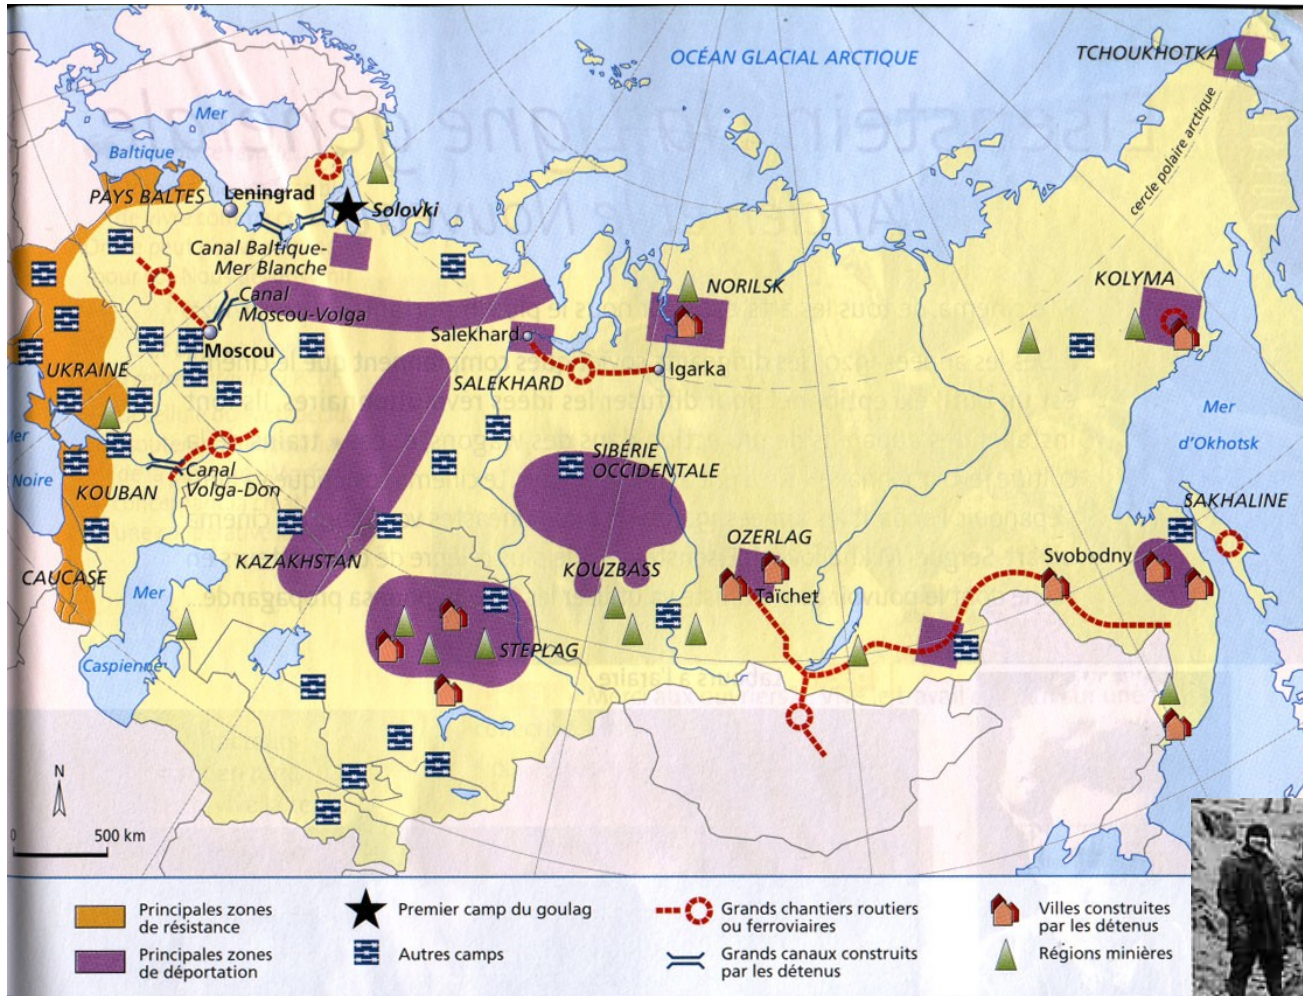 OCÉAN GLACIAL ARCTIQUE
TCHOUKHOTKA
cercle polaire arctique
Mer
Baltique
PAYS BALTES
Leningrad
Solovki
Canal Baltique-
Mer Blanche
Canal
Moscou-Volga
NORILSK
KOLYMA
Salekhard
Moscou
Igarka
UKRAINE
SALEKHARD
Mer
d'Okhotsk
Mer
Noire
SIBÉRIE
OCCIDENTALE
Canal
Volga-Don
KOUBAN
SAKHALINE
OZERLAG
Svobodny
KAZAKHSTAN
KOUZBASS
CAUCASE
Mer
Caspienne
Taïchet
STEPLAG
N
0 500 km
Principales zones
de résistance
Principales zones
de déportation
Premier camp du goulag
Autres camps
Grands chantiers routiers
ou ferroviaires
Grands canaux construits
par les détenus
Villes construites
par les détenus
Régions minières